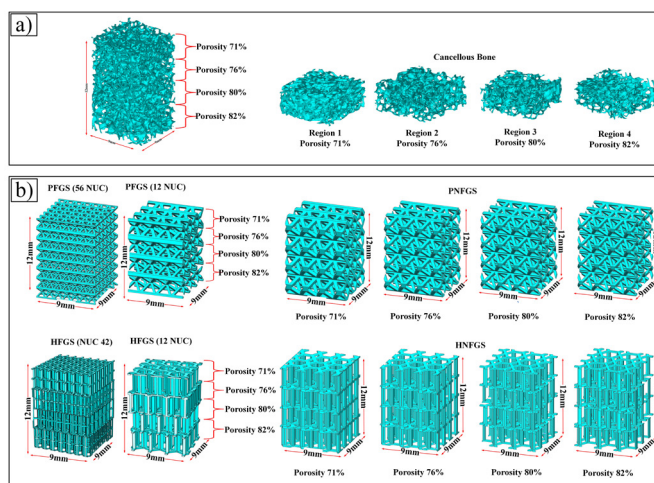 a)
Porosity 71%
Porosity 76%
Porosity 80%
Porosity 82%
Cancellous Bone
Region 1
Porosity 71%
Region 2
Porosity 76%
Region 3
Porosity 80%
Region 4
Porosity 82%
b)
PFGS (56 NUC)
12mm
9mm
9mm
PFGS (12 NUC)
12mm
9mm
9mm
Porosity 71%
Porosity 76%
Porosity 80%
Porosity 82%
PNFGS
12mm
9mm
9mm
Porosity 71%
12mm
9mm
9mm
Porosity 76%
12mm
9mm
9mm
Porosity 80%
12mm
9mm
9mm
Porosity 82%
HFGS (NUC 42)
12mm
9mm
9mm
HFGS (12 NUC)
12mm
9mm
9mm
Porosity 71%
Porosity 76%
Porosity 80%
Porosity 82%
HNFGS
12mm
9mm
9mm
Porosity 71%
12mm
9mm
9mm
Porosity 76%
12mm
9mm
9mm
Porosity 80%
12mm
9mm
9mm
Porosity 82%